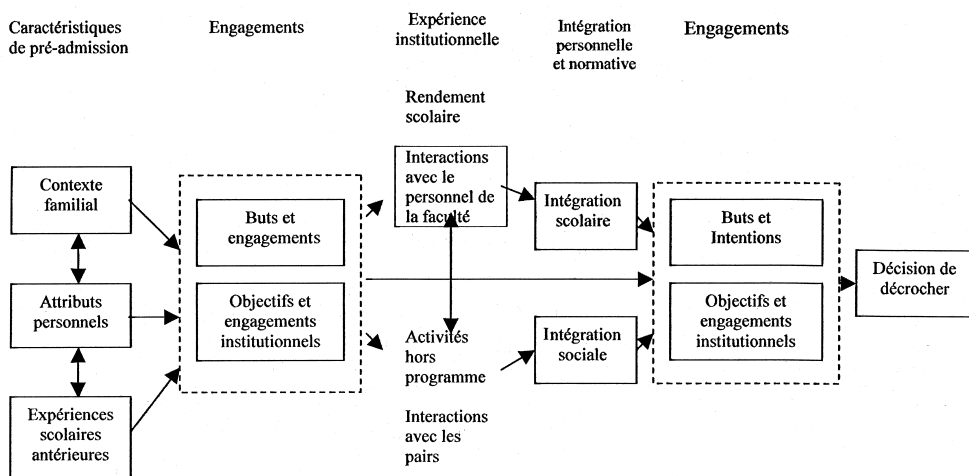 Caractéristiques
de pré-admission
Engagements
Expérience
institutionnelle
Intégration
personnelle
et normative
Engagements
Rendement
scolaire
Contexte
familial
Attributs
personnels
Expériences
scolaires
antérieures
Buts et
engagements
Objectifs et
engagements
institutionnels
Interactions
avec le
personnel de
la faculté
Activités
hors
programme
Interactions
avec les
pairs
Intégration
scolaire
Intégration
sociale
Buts et
Intentions
Objectifs et
engagements
institutionnels
Décision de
décrocher